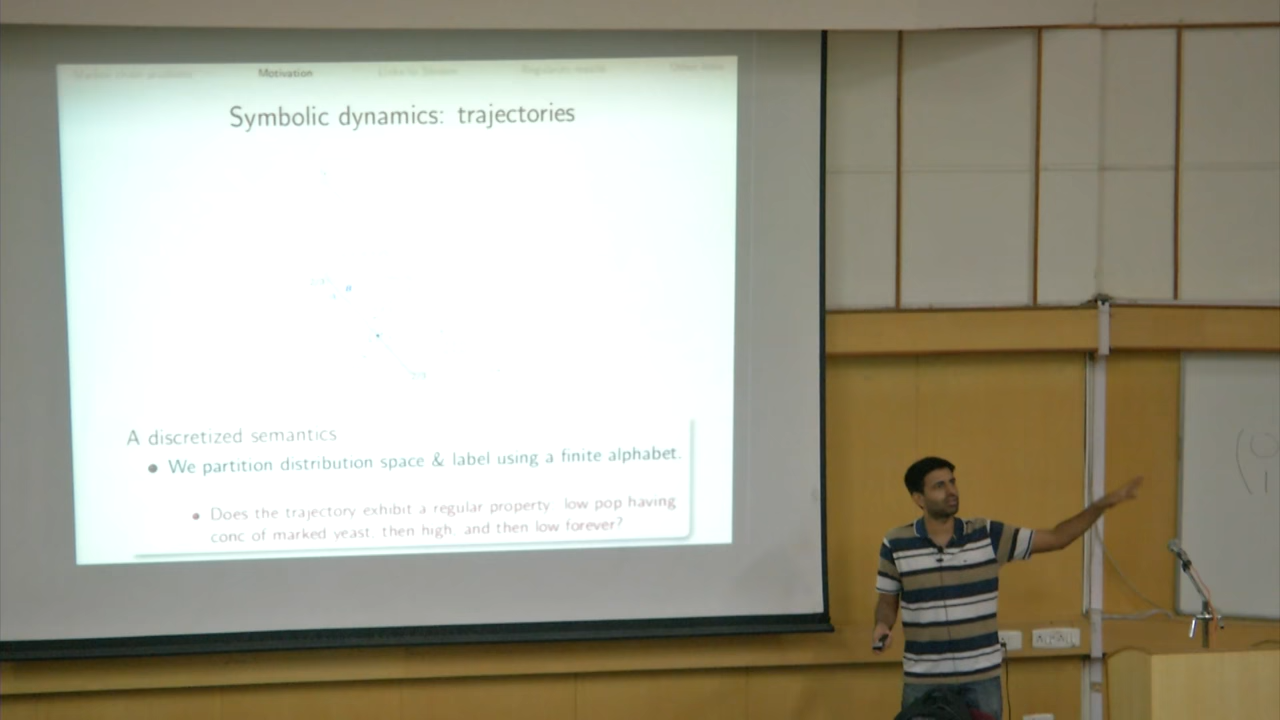 Motivation
Symbolic dynamics: trajectories
A discretized semantics
We partition distribution space & label using a finite alphabet.
Does the trajectory exhibit a regular property low pop having
conc of marked yeast, then high, and then low forever?